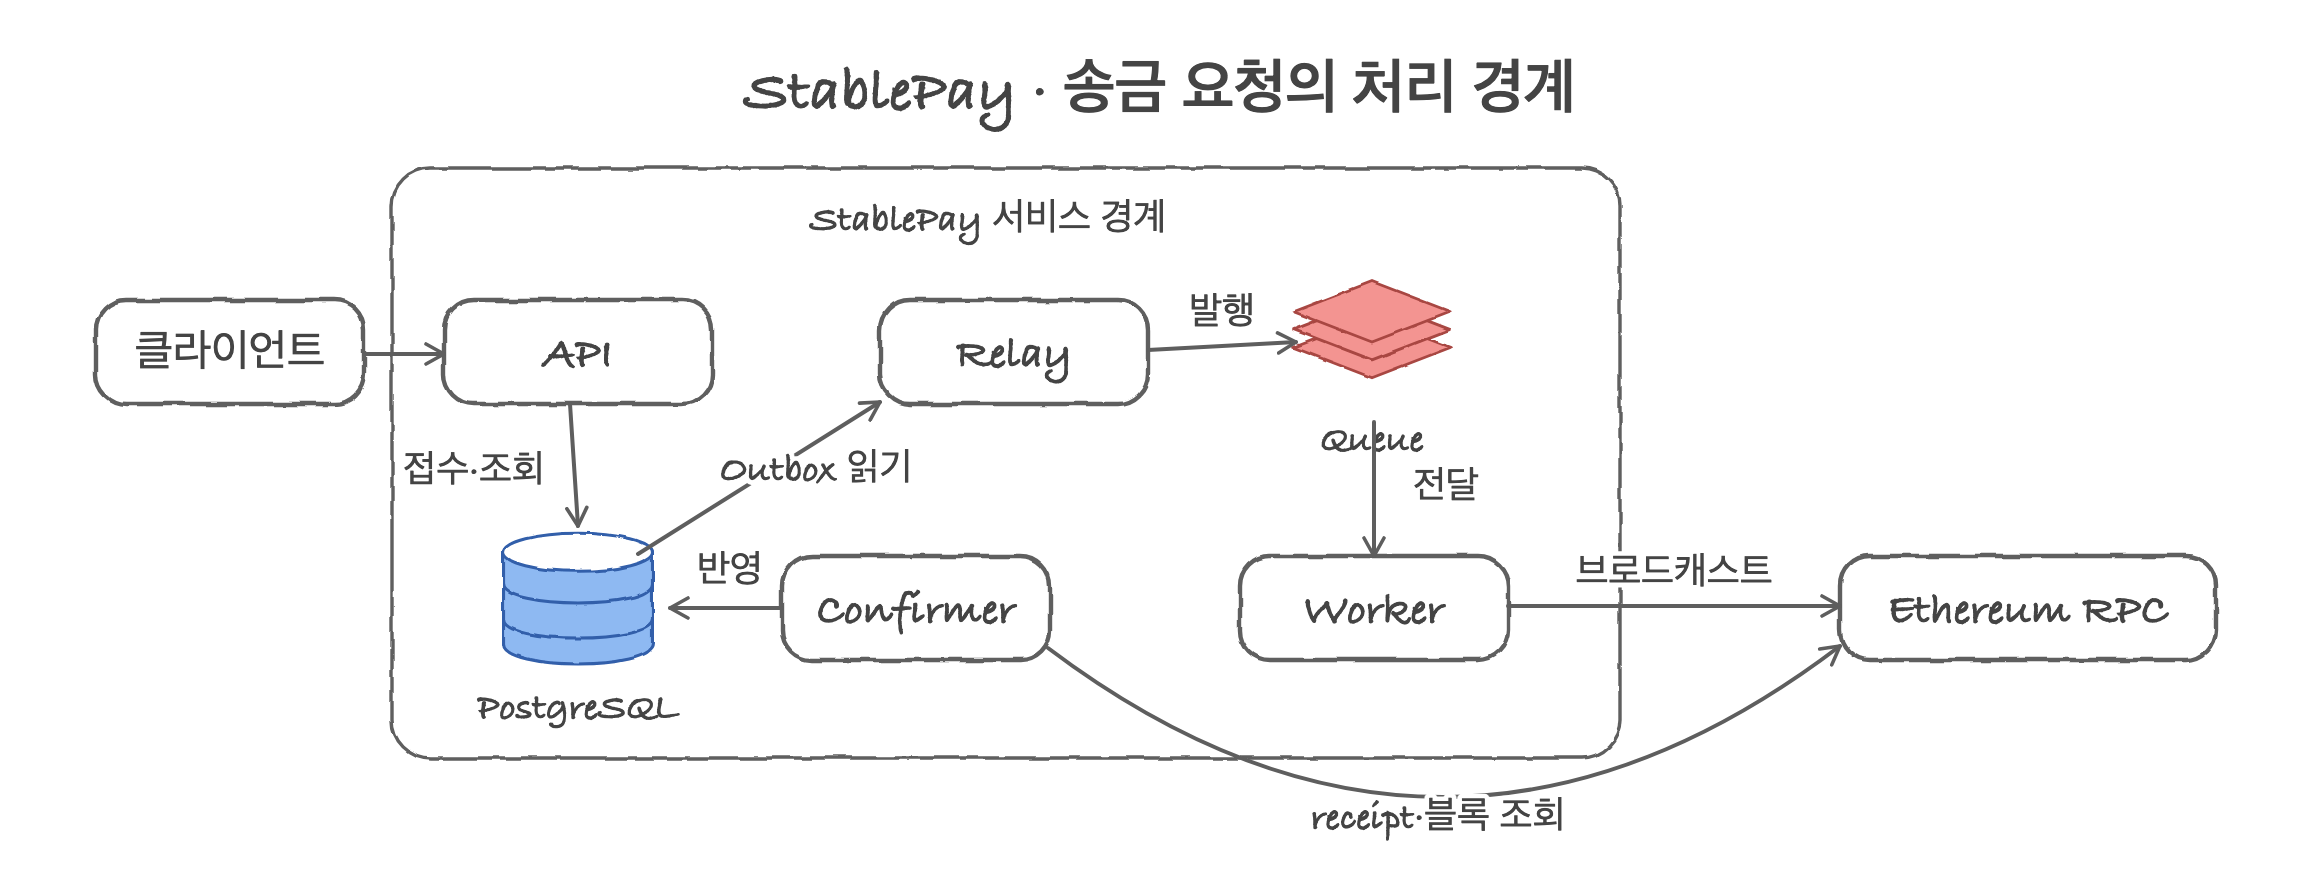 StablePay · 송금 요청의 처리 경계
StablePay 서비스 경계
클라이언트
API
Relay
발행
Queue
접수·조회
Outbox 읽기
전달
반영
Confirmer
Worker
브로드캐스트
Ethereum RPC
PostgreSQL
receipt·블록 조회